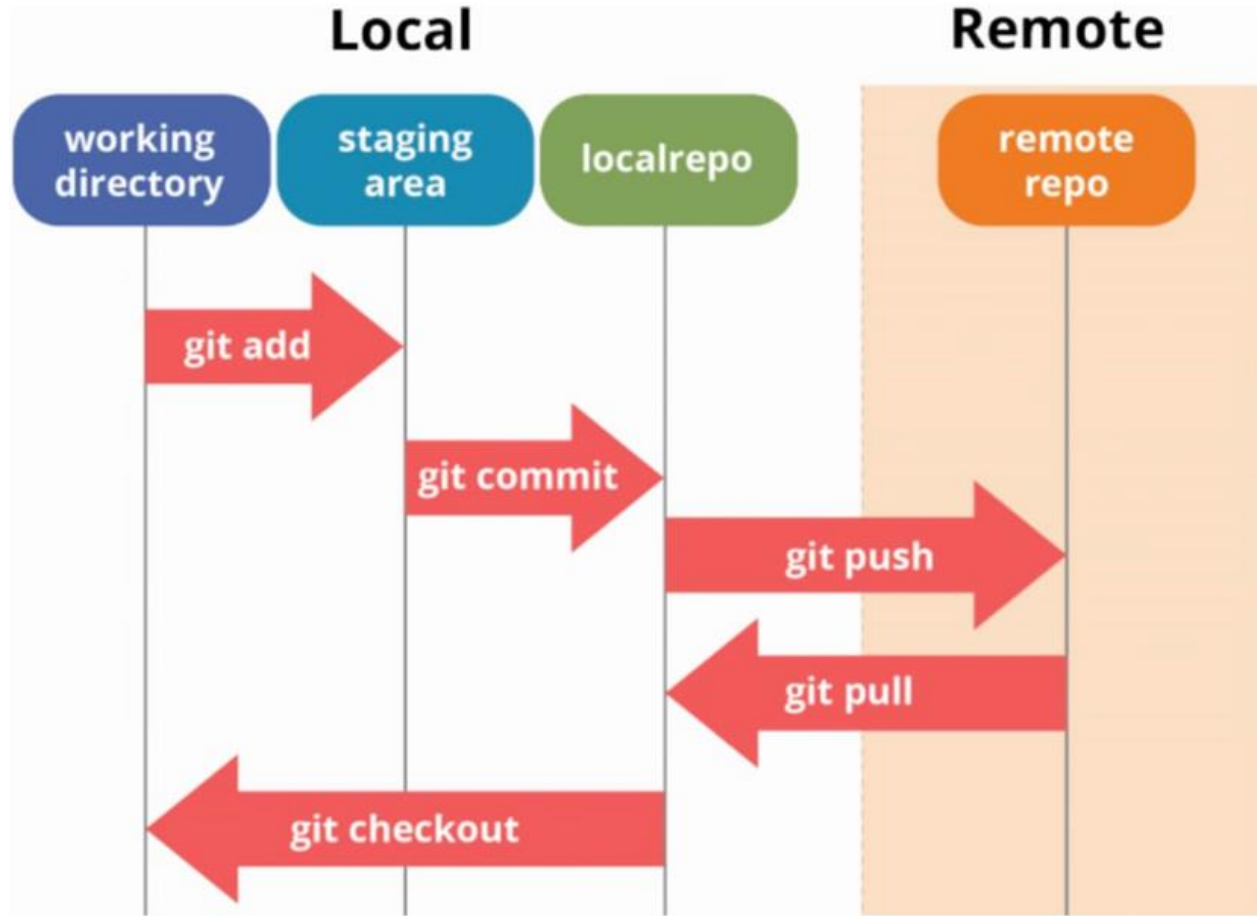 Local
Remote
working
directory
staging
area
localrepo
remote
repo
git add
git commit
git push
git pull
git checkout